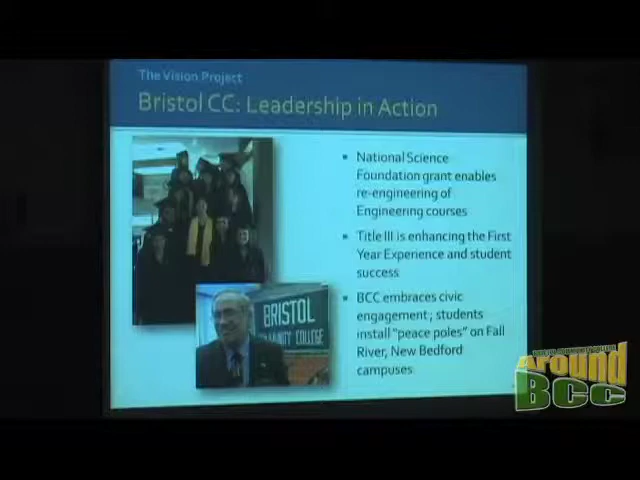 The Vision Project
Bristol CC: Leadership in Action
▪ National Science
Foundation grant enables
re-engineering of
Engineering courses
▪ Title III is enhancing the First
Year Experience and student
success
▪ BCC embraces civic
engagement; students
install “peace poles” on Fall
River, New Bedford
campuses
BRISTOL
COLLEGE
Around
BCC